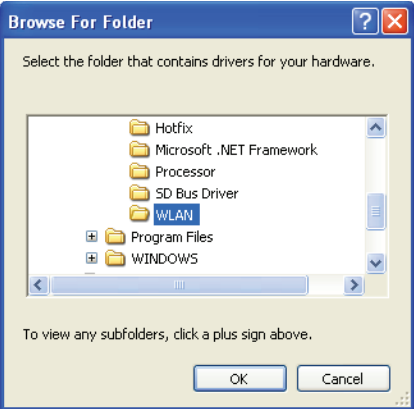 Browse For Folder
Select the folder that contains drivers for your hardware.
Hotfix
Microsoft .NET Framework
Processor
SD Bus Driver
WLAN
Program Files
WINDOWS
To view any subfolders, click a plus sign above.
OK Cancel